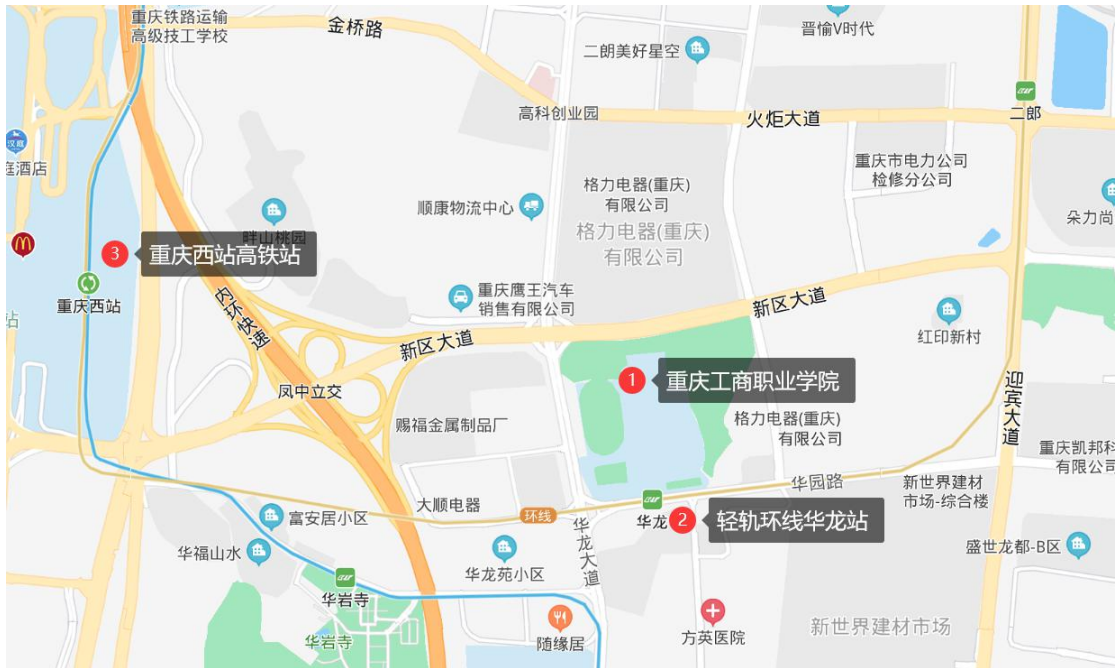 重庆铁路运输
高级技工学校
金桥路
晋愉V时代
二朗美好星空
高科创业园
火炬大道
二郎
汉庭
庭酒店
重庆市电力公司
检修分公司
格力电器(重庆)
有限公司
顺康物流中心
朵力尚
格力电器(重庆)
有限公司
畔山桃园
3
重庆西站高铁站
重庆西站
站
内环快速
重庆鹰王汽车
销售有限公司
新区大道
新区大道
红印新村
1
重庆工商职业学院
凤中立交
迎宾大道
赐福金属制品厂
格力电器(重庆)
有限公司
重庆凯邦科
有限公司
华园路
新世界建材
市场-综合楼
大顺电器
环线
华龙
2
轻轨环线华龙站
富安居小区
华福山水
华龙大道
华龙苑小区
盛世龙都-B区
华岩寺
华岩寺
随缘居
方英医院
新世界建材市场